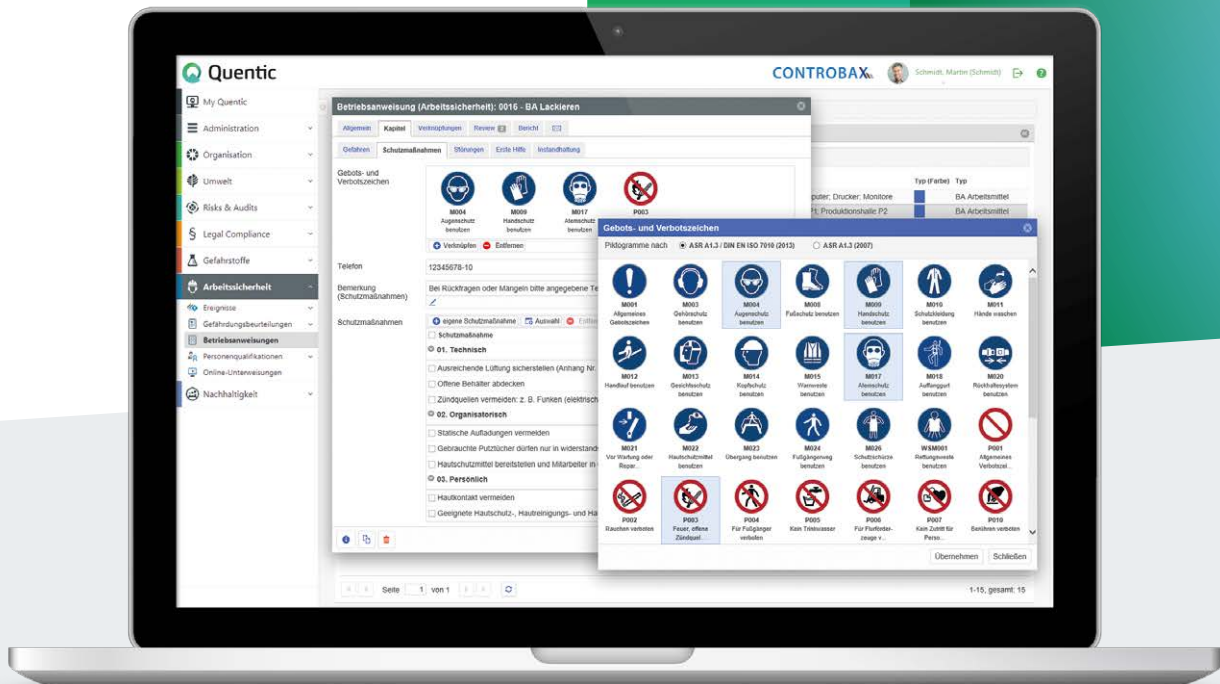 Quentic
CONTROBAX
Schmidt, Martin (Schmidt)
My Quentic
Administration
Organisation
Umwelt
Risks & Audits
Legal Compliance
Gefahrstoffe
Arbeitssicherheit
Ereignisse
Gefährdungsbeurteilungen
Betriebsanweisungen
Personenqualifikationen
Online-Unterweisungen
Nachhaltigkeit
Betriebsanweisung (Arbeitssicherheit): 0016 - BA Lackieren
Allgemein Kapitel Verknüpfungen Review Bericht
Gefahren Schutzmaßnahmen Störungen Erste Hilfe Instandhaltung
Gebots- und
Verbotszeichen
M004 M009 M017 P003
Augenschutz Handschutz Atemschutz
benutzen benutzen benutzen
Verknüpfen Entfernen
Telefon
12345678-10
Bemerkung
(Schutzmaßnahmen)
Bei Rückfragen oder Mängeln bitte angegebene Te
Schutzmaßnahmen
eigene Schutzmaßnahme Auswahl Entfer
Schutzmaßnahme
01. Technisch
Ausreichende Lüftung sicherstellen (Anhang Nr.
Offene Behälter abdecken
Zündquellen vermeiden: z. B. Funken (elektrisch
02. Organisatorisch
Statische Aufladungen vermeiden
Gebrauchte Putztücher dürfen nur in widerstands
Hautschutzmittel bereitstellen und Mitarbeiter in
03. Persönlich
Hautkontakt vermeiden
Geeignete Hautschutz-, Hautreinigungs- und Ha
Typ (Farbe) Typ
puter; Drucker; Monitore BA Arbeitsmittel
P1; Produktionshalle P2 BA Arbeitsmittel
Gebots- und Verbotszeichen
Piktogramme nach ASR A1.3 / DIN EN ISO 7010 (2013) ASR A1.3 (2007)
M001 M003 M004 M008 M009 M010 M011
Allgemeines Gehörschutz Augenschutz Fußschutz benutzen Handschutz Schutzkleidung Hände waschen
Gebotszeichen benutzen benutzen benutzen benutzen
M012 M013 M014 M015 M017 M018 M020
Handlauf benutzen Gesichtsschutz Kopfschutz Warnweste Atemschutz Auffanggurt Rückhaltesystem
benutzen benutzen benutzen benutzen benutzen benutzen
M021 M022 M023 M024 M026 WSM001 P001
Vor Wartung oder Hautschutzmittel Übergang benutzen Fußgängerweg Schutzschürze Rettungsweste Allgemeines
Repar... benutzen benutzen benutzen benutzen Verbotszei...
P002 P003 P004 P005 P006 P007 P010
Rauchen verboten Feuer, offene Für Fußgänger Kein Trinkwasser Für Flurförder- Kein Zutritt für Berühren verboten
Zündquel... verboten zeuge v... Perso...
Übernehmen Schließen
Seite 1 von 1
1-15, gesamt: 15